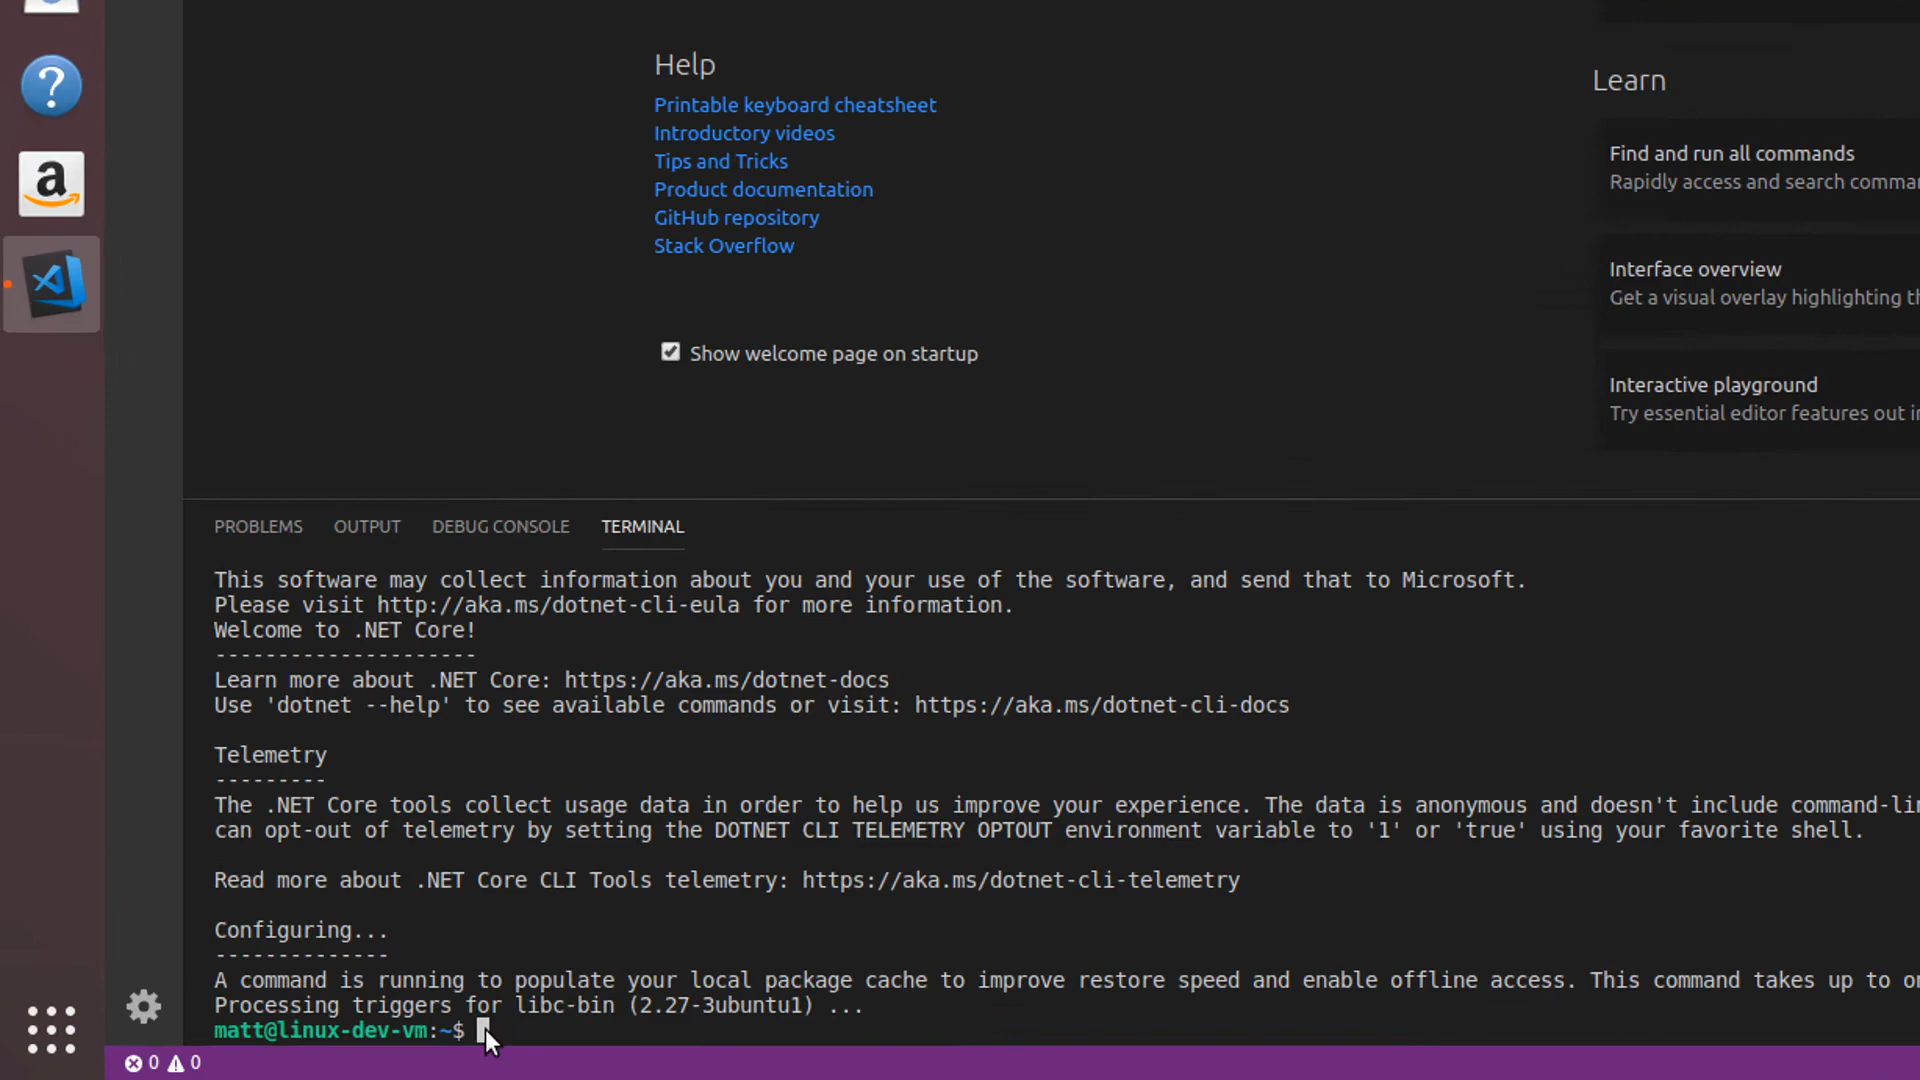 Help
Printable keyboard cheatsheet
Introductory videos
Tips and Tricks
Product documentation
GitHub repository
Stack Overflow
Show welcome page on startup
Learn
Find and run all commands
Rapidly access and search comma
Interface overview
Get a visual overlay highlighting th
Interactive playground
Try essential editor features out in
PROBLEMS OUTPUT DEBUG CONSOLE TERMINAL
This software may collect information about you and your use of the software, and send that to Microsoft.
Please visit http://aka.ms/dotnet-cli-eula for more information.
Welcome to .NET Core!
---------------------
Learn more about .NET Core: https://aka.ms/dotnet-docs
Use 'dotnet --help' to see available commands or visit: https://aka.ms/dotnet-cli-docs
Telemetry
---------
The .NET Core tools collect usage data in order to help us improve your experience. The data is anonymous and doesn't include command-li
can opt-out of telemetry by setting the DOTNET CLI TELEMETRY OPTOUT environment variable to '1' or 'true' using your favorite shell.
Read more about .NET Core CLI Tools telemetry: https://aka.ms/dotnet-cli-telemetry
Configuring...
--------------
A command is running to populate your local package cache to improve restore speed and enable offline access. This command takes up to o
Processing triggers for libc-bin (2.27-3ubuntu1) ...
matt@linux-dev-vm:~$
0 0